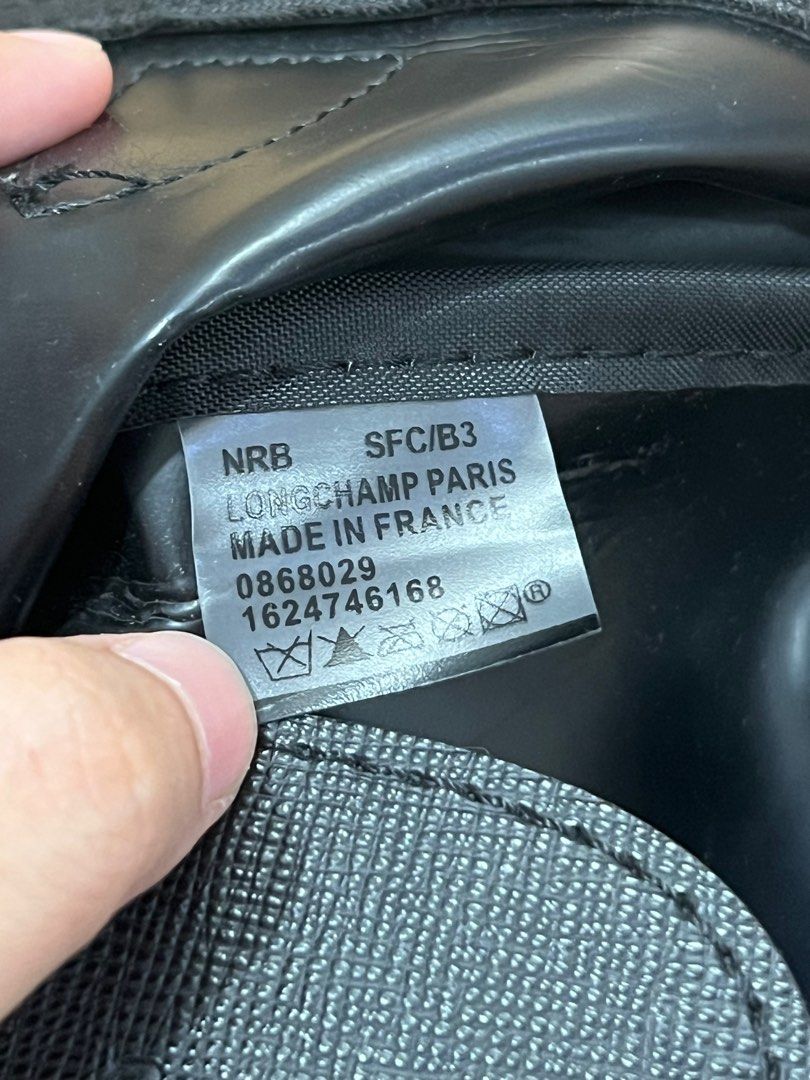 NRB SFC/B3
LONGCHAMP PARIS
MADE IN FRANCE
0868029
1624746168
®